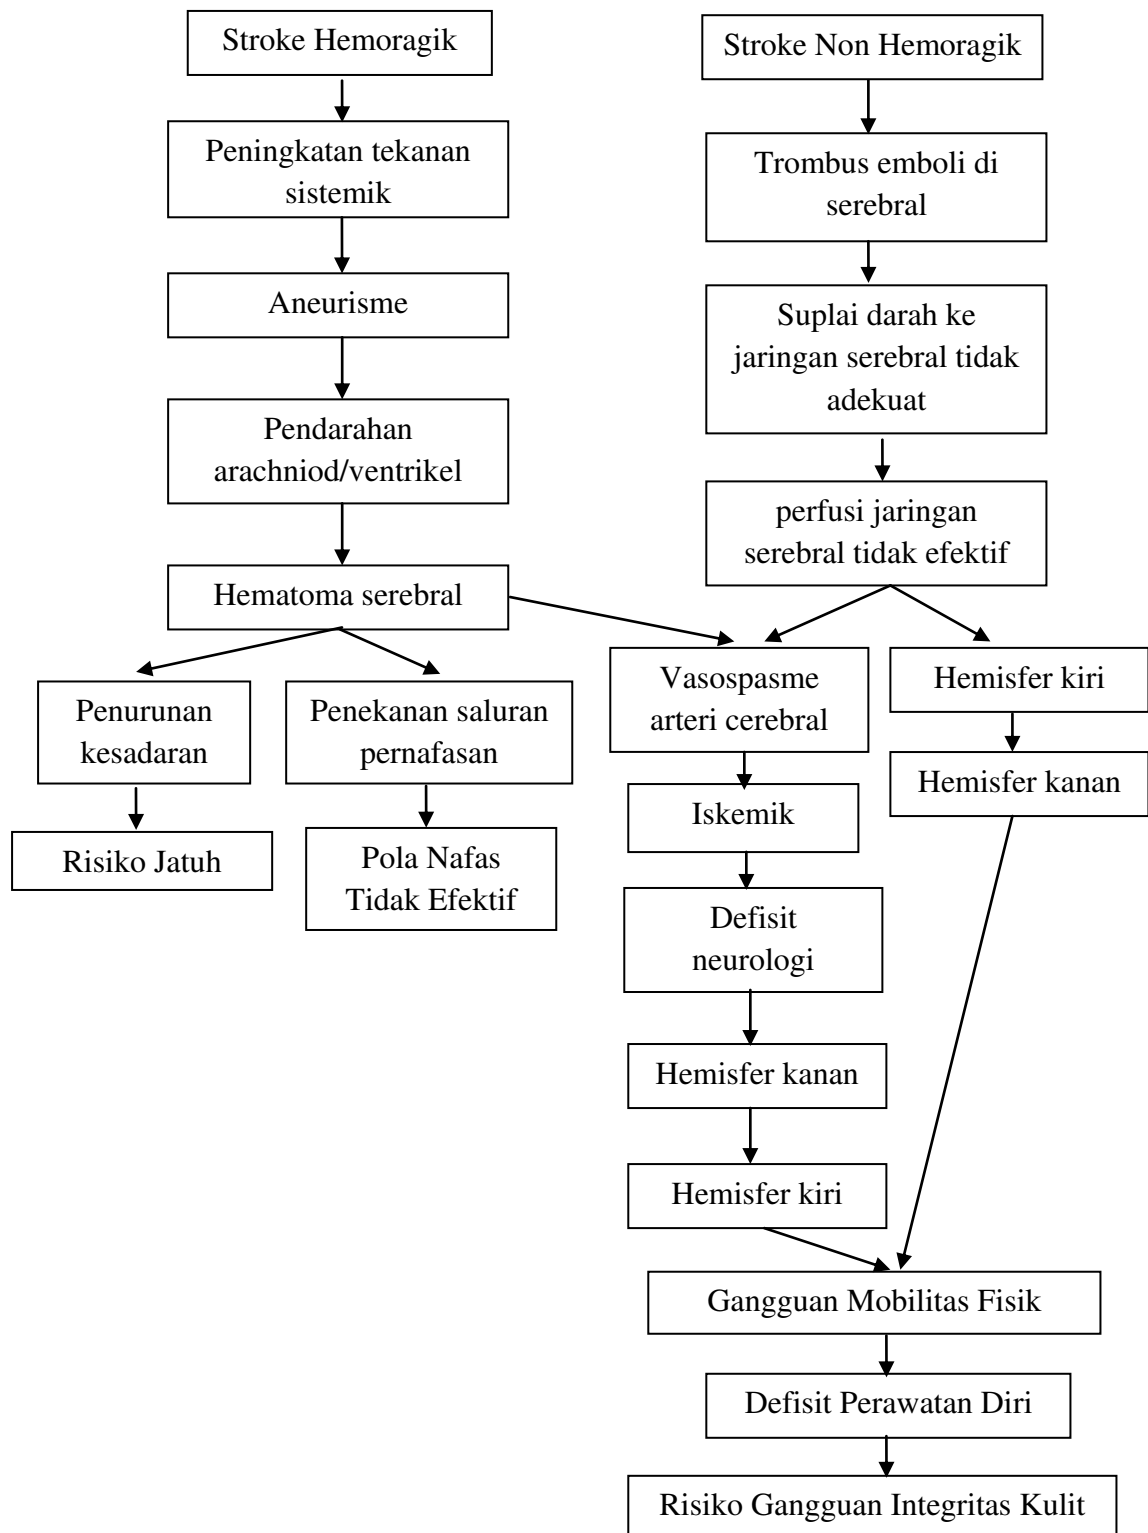 Stroke Hemoragik
Peningkatan tekanan
sistemik
Aneurisme
Pendarahan
arachniod/ventrikel
Hematoma serebral
Penurunan
kesadaran
Risiko Jatuh
Penekanan saluran
pernafasan
Pola Nafas
Tidak Efektif
Stroke Non Hemoragik
Trombus emboli di
serebral
Suplai darah ke
jaringan serebral tidak
adekuat
perfusi jaringan
serebral tidak efektif
Vasospasme
arteri cerebral
Iskemik
Defisit
neurologi
Hemisfer kanan
Hemisfer kiri
Hemisfer kiri
Hemisfer kanan
Gangguan Mobilitas Fisik
Defisit Perawatan Diri
Risiko Gangguan Integritas Kulit